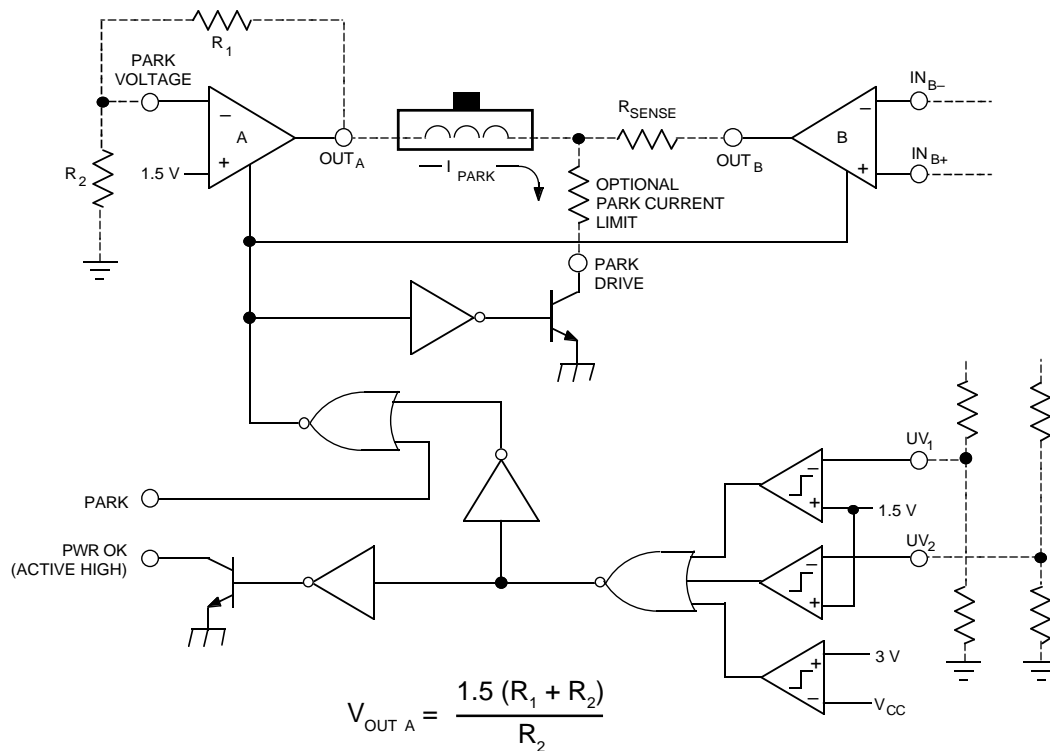 R1
PARK
VOLTAGE
A
−
+
1.5 V
R2
OUTA
I PARK
RSENSE
OPTIONAL
PARK CURRENT
LIMIT
OUTB
B
−
+
INB−
INB+
PARK
DRIVE
PARK
PWR OK
(ACTIVE HIGH)
UV1
−
+
1.5 V
UV2
−
+
3 V
+
−
VCC
VOUT A = 1.5 (R1 + R2)
R2